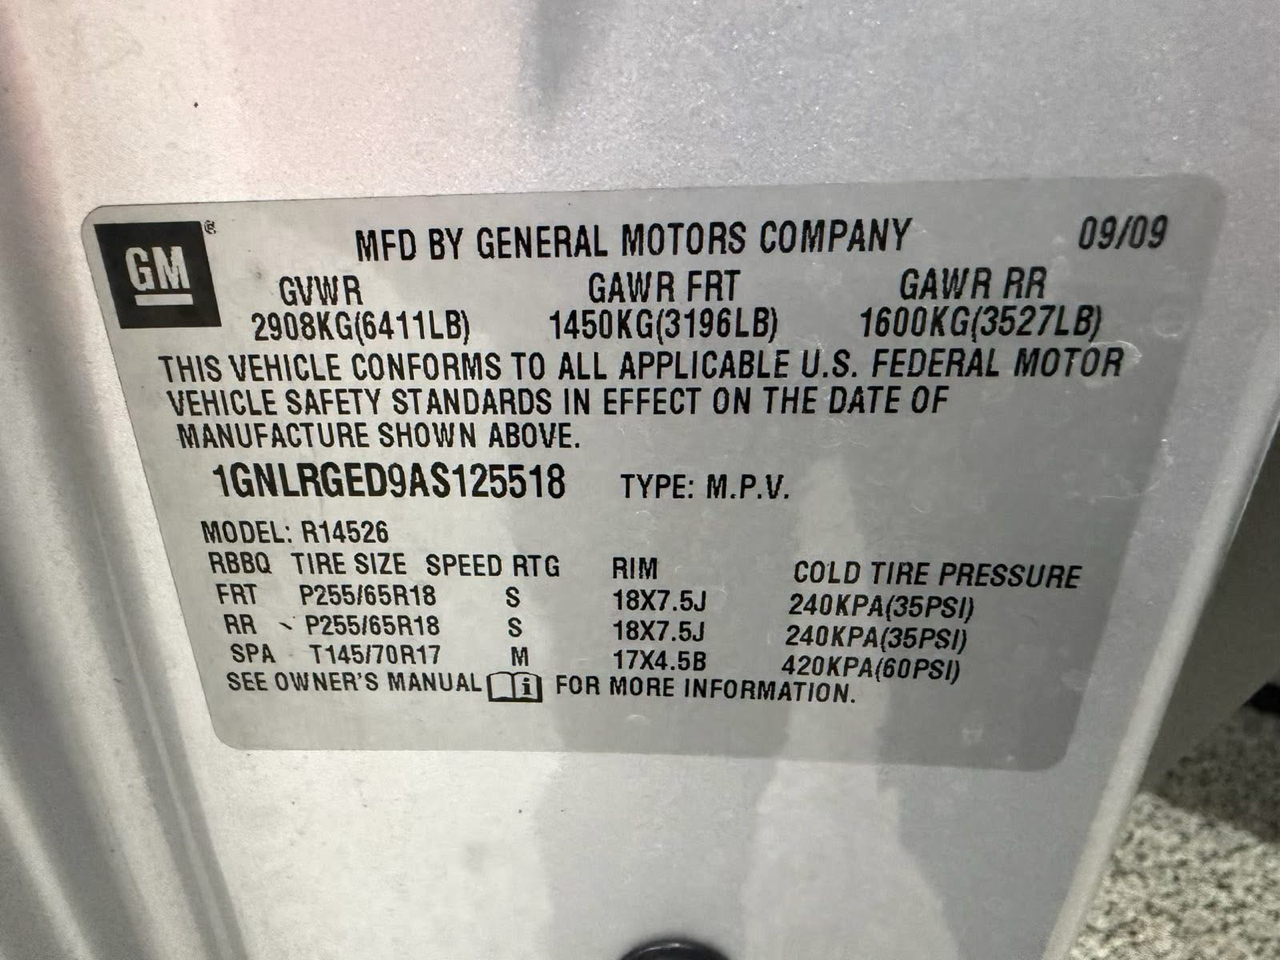 GM®
MFD BY GENERAL MOTORS COMPANY 09/09
GVWR GAWR FRT GAWR RR
2908KG(6411LB) 1450KG(3196LB) 1600KG(3527LB)
THIS VEHICLE CONFORMS TO ALL APPLICABLE U.S. FEDERAL MOTOR
VEHICLE SAFETY STANDARDS IN EFFECT ON THE DATE OF
MANUFACTURE SHOWN ABOVE.
1GNLRGED9AS125518 TYPE: M.P.V.
MODEL: R14526
RBBQ TIRE SIZE SPEED RTG RIM COLD TIRE PRESSURE
FRT P255/65R18 S 18X7.5J 240KPA(35PSI)
RR P255/65R18 S 18X7.5J 240KPA(35PSI)
SPA T145/70R17 M 17X4.5B 420KPA(60PSI)
SEE OWNER'S MANUAL i FOR MORE INFORMATION.